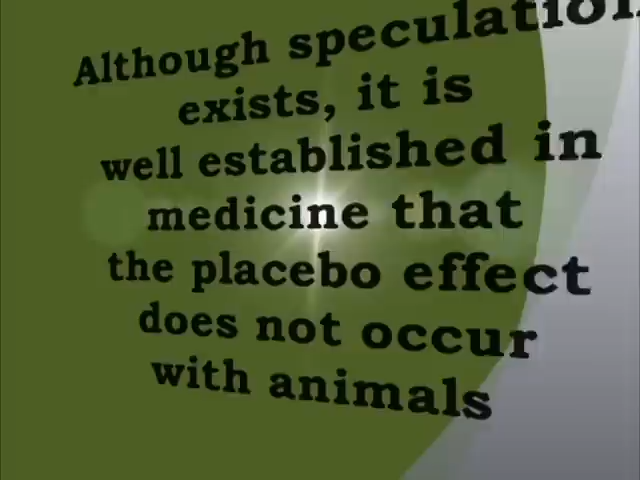 Although speculation
exists, it is
well established in
medicine that
the placebo effect
does not occur
with animals